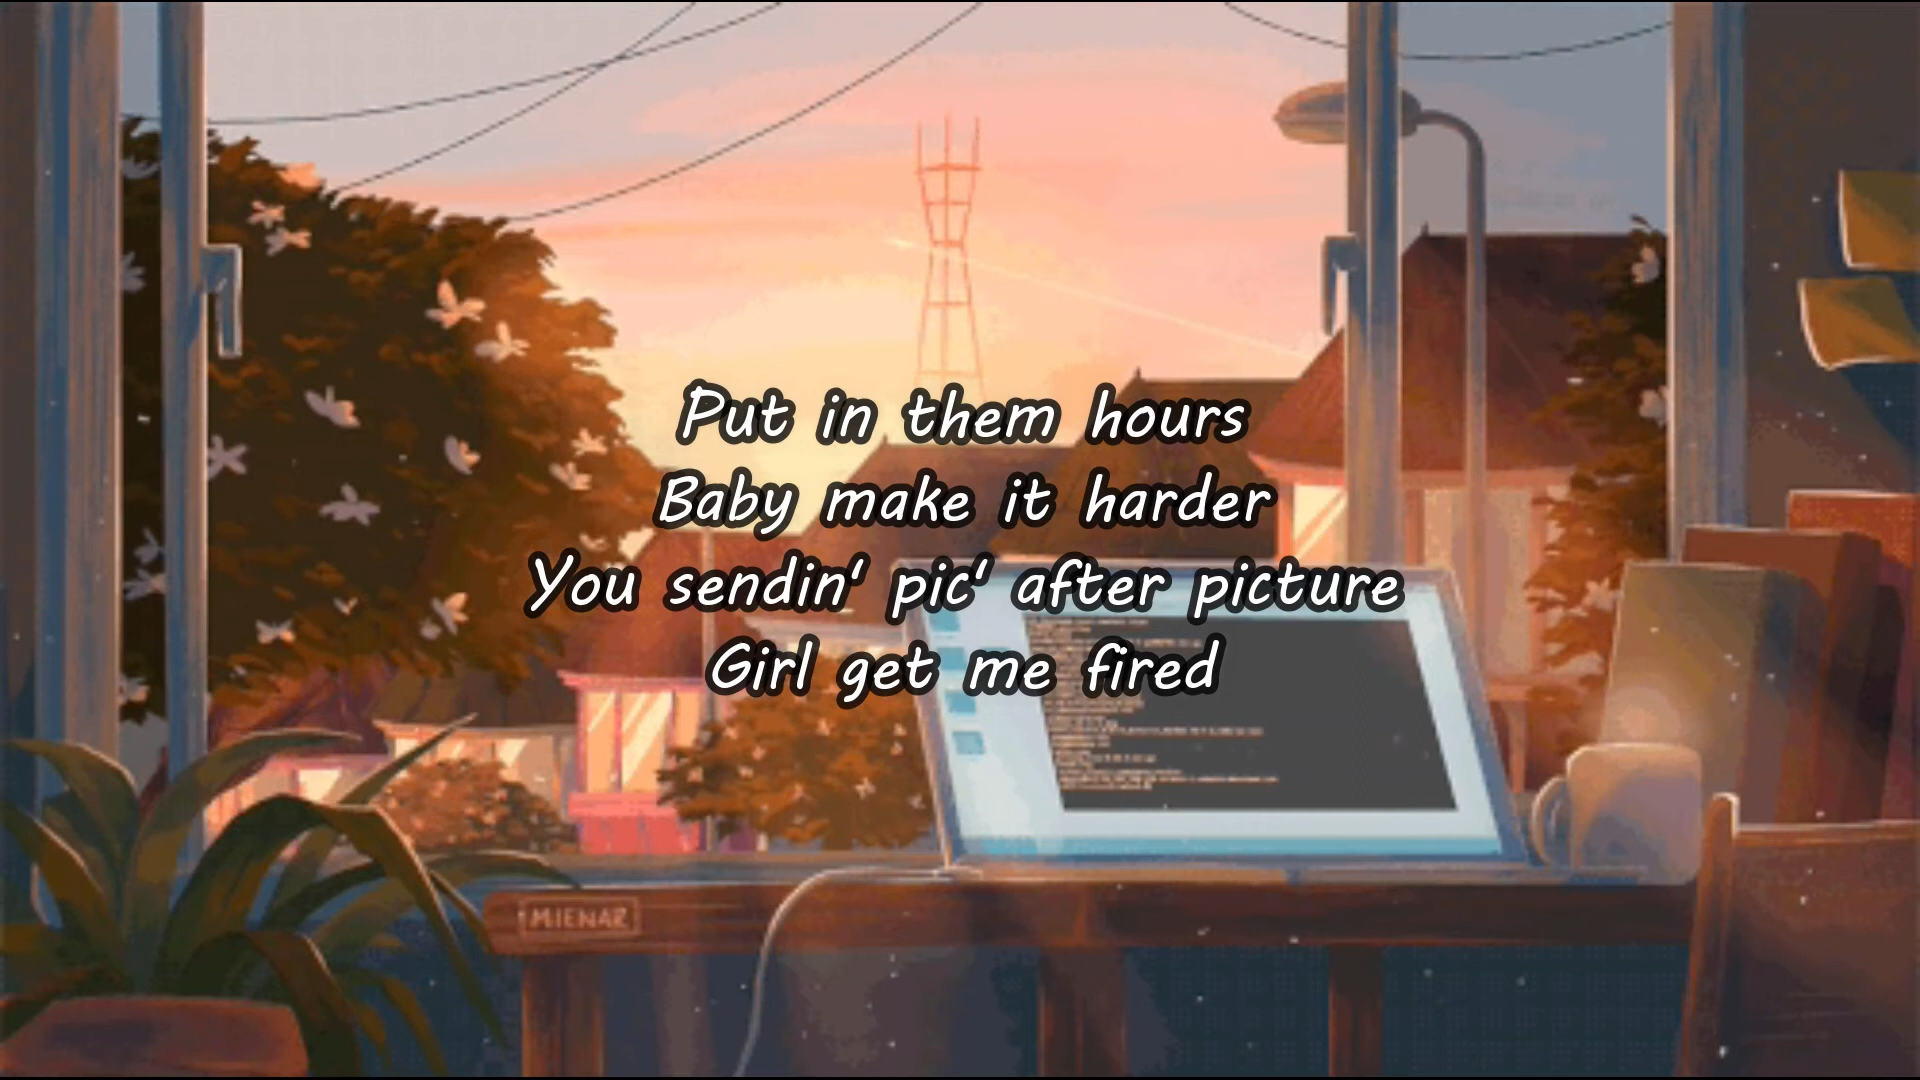 Put in them hours
Baby make it harder
You sendin' pic' after picture
Girl get me fired
MIENAR